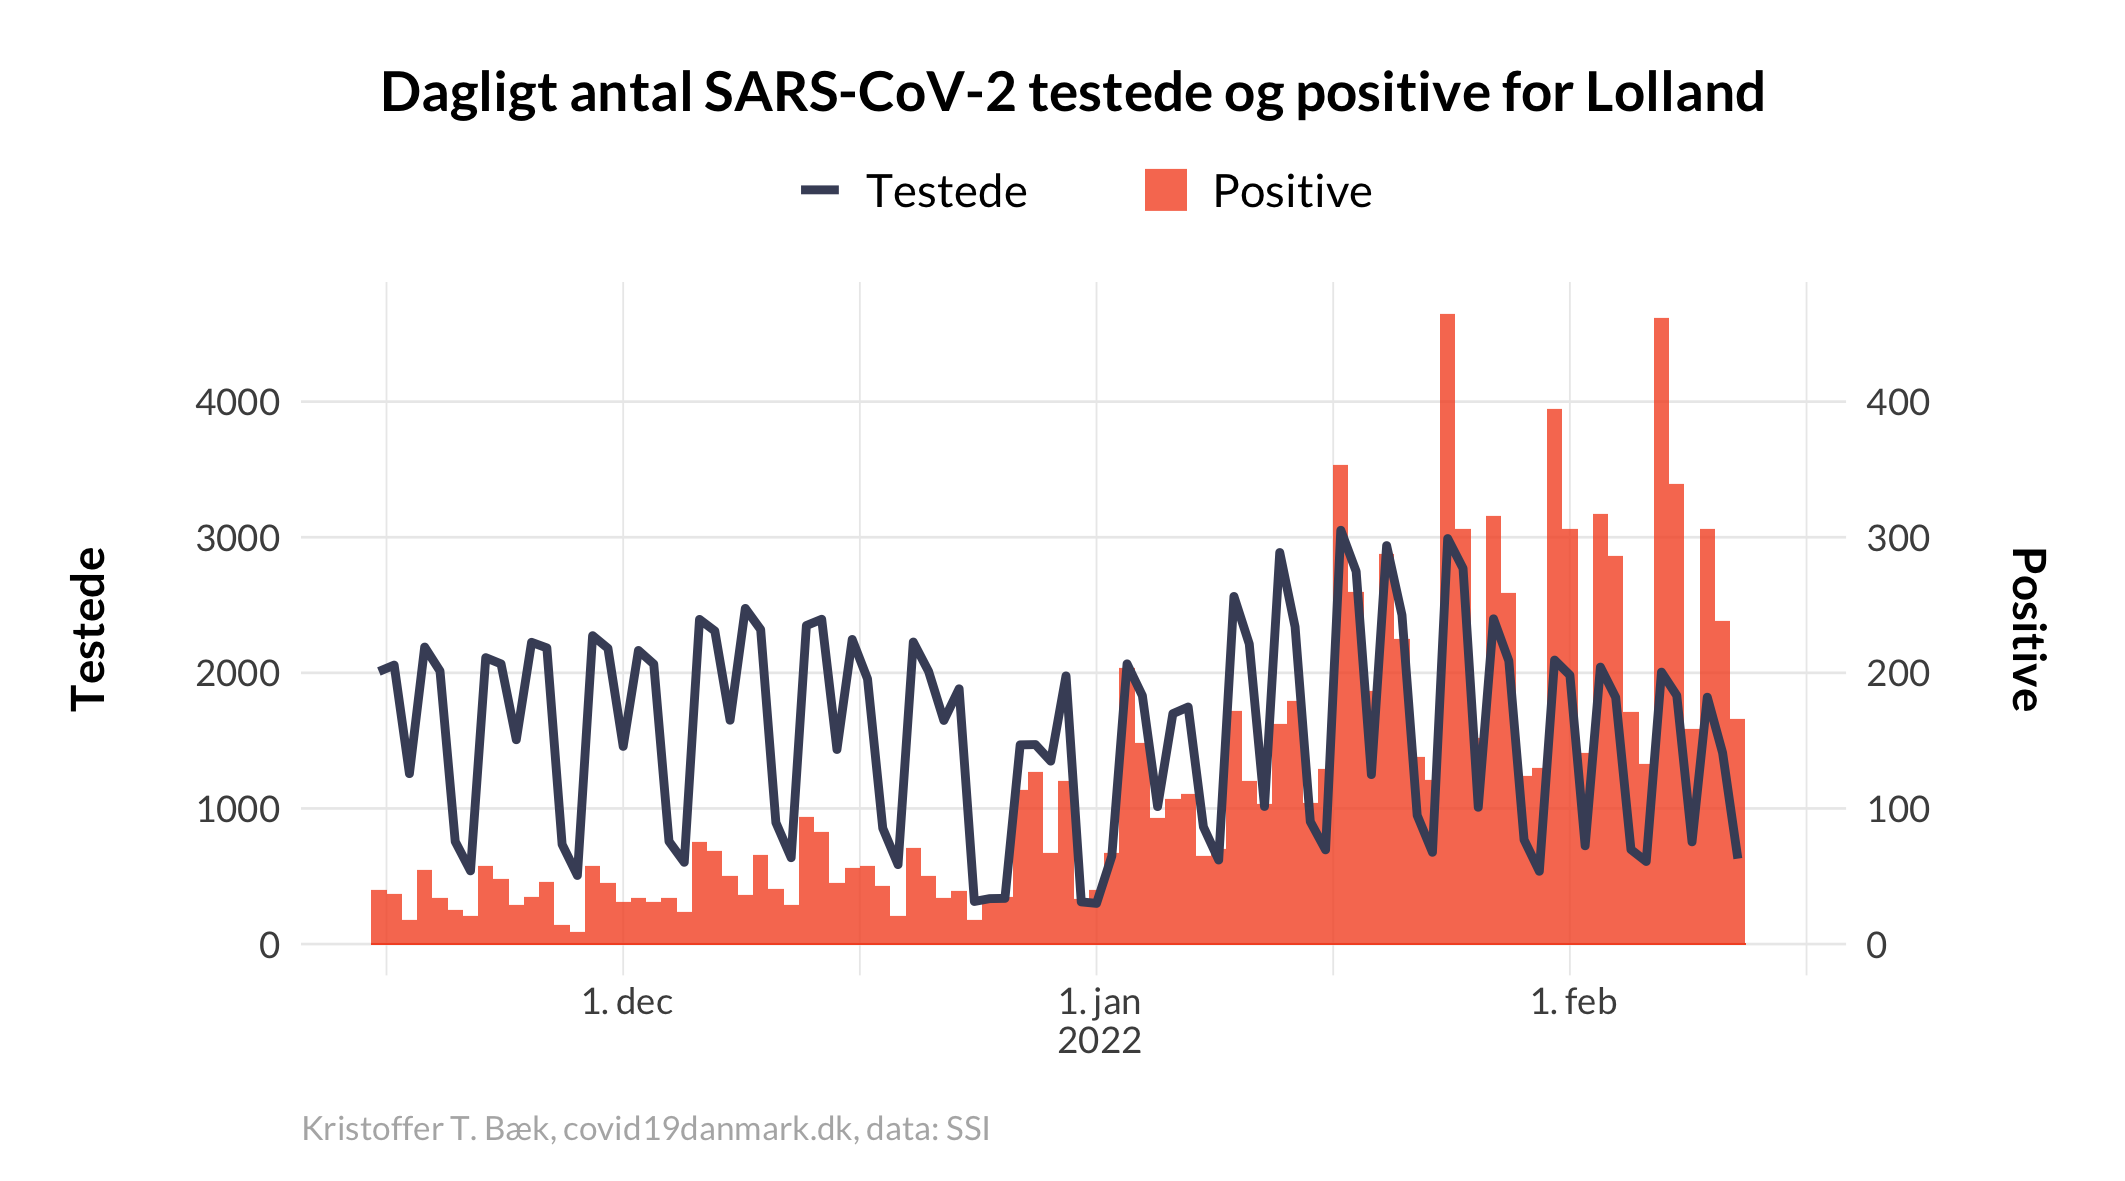 Dagligt antal SARS-CoV-2 testede og positive for Lolland
Testede
Positive
4000
3000
2000
1000
0
Testede
400
300
200
100
0
Positive
1. dec
1. jan
2022
1. feb
Kristoffer T. Bæk, covid19danmark.dk, data: SSI